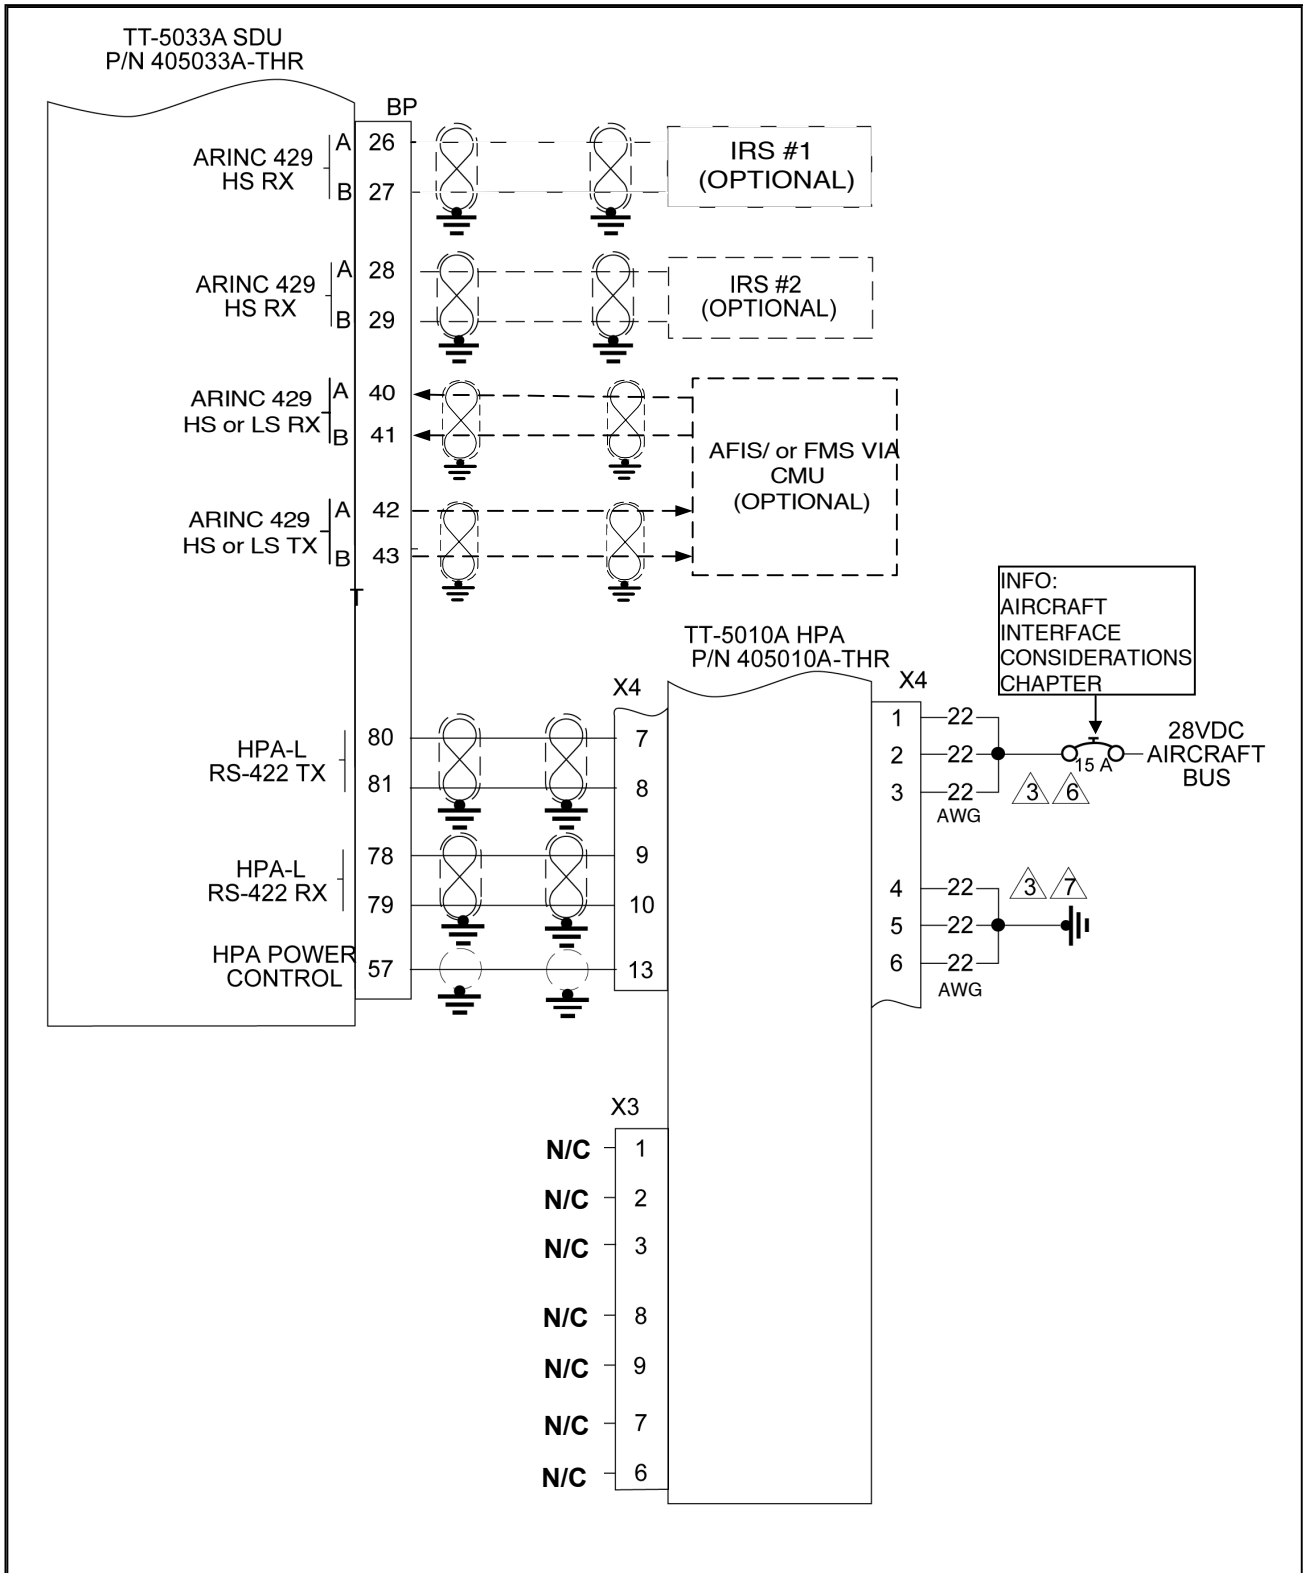 TT-5033A SDU
P/N 405033A-THR
BP
ARINC 429
HS RX
A
26
B
27
IRS #1
(OPTIONAL)
ARINC 429
HS RX
A
28
B
29
IRS #2
(OPTIONAL)
ARINC 429
HS or LS RX
A
40
B
41
AFIS/ or FMS VIA
CMU
(OPTIONAL)
ARINC 429
HS or LS TX
A
42
B
43
T
INFO:
AIRCRAFT
INTERFACE
CONSIDERATIONS
CHAPTER
TT-5010A HPA
P/N 405010A-THR
X4
X4
HPA-L
RS-422 TX
80
81
7
8
1
22
2
22
3
22
AWG
15 A
3
6
28VDC
AIRCRAFT
BUS
HPA-L
RS-422 RX
78
79
9
10
4
22
5
22
6
22
AWG
3
7
HPA POWER
CONTROL
57
13
X3
N/C
1
N/C
2
N/C
3
N/C
8
N/C
9
N/C
7
N/C
6